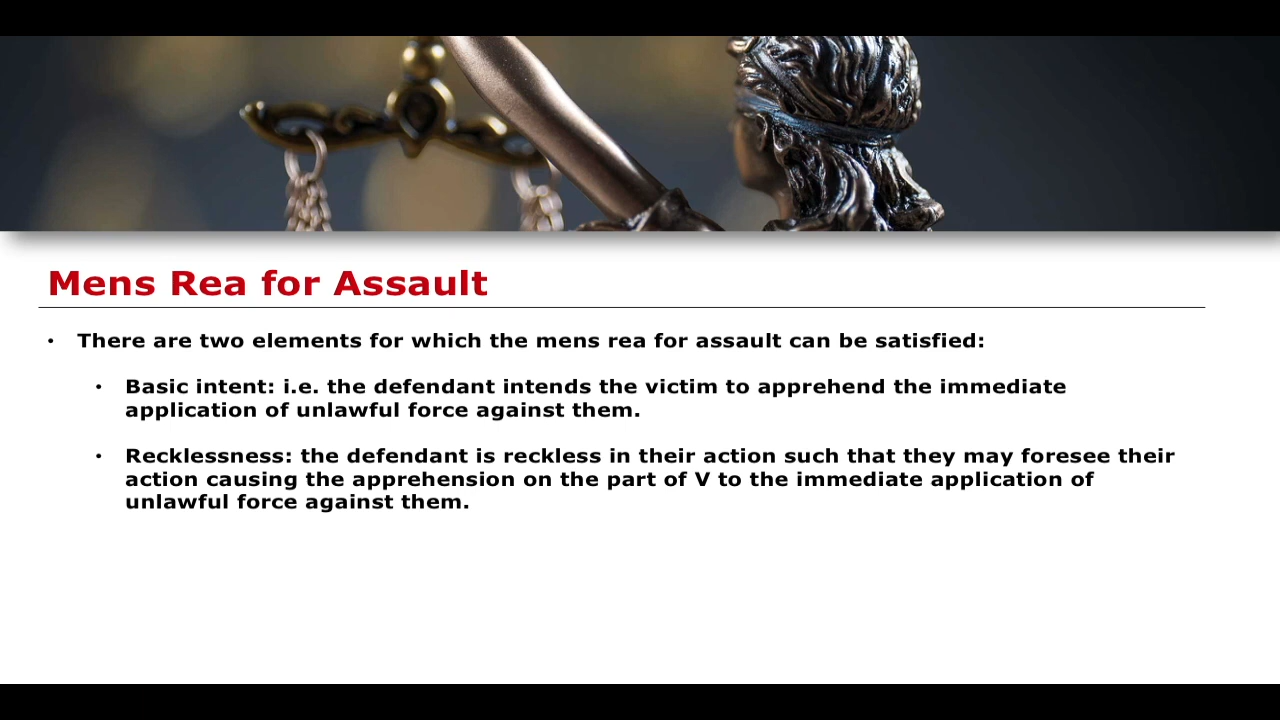 Mens Rea for Assault
• There are two elements for which the mens rea for assault can be satisfied:
• Basic intent: i.e. the defendant intends the victim to apprehend the immediate
application of unlawful force against them.
• Recklessness: the defendant is reckless in their action such that they may foresee their
action causing the apprehension on the part of V to the immediate application of
unlawful force against them.